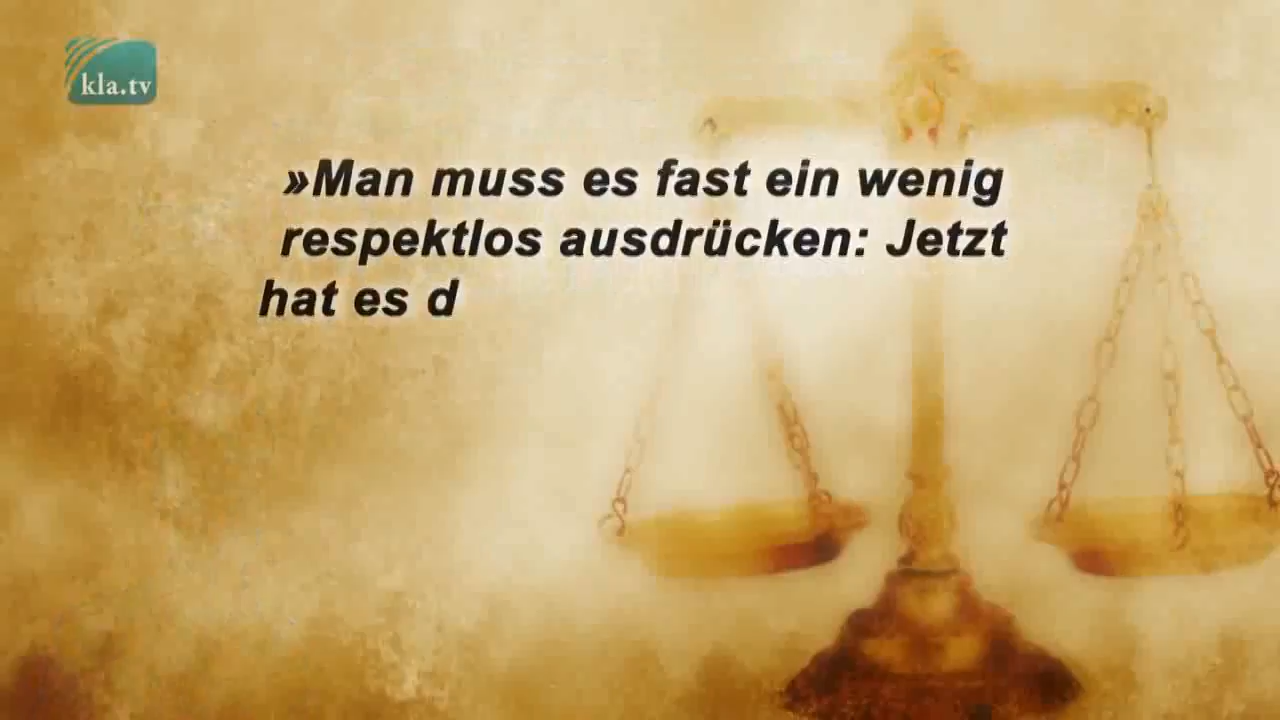 kla.tv
»Man muss es fast ein wenig
respektlos ausdrücken: Jetzt
hat es d